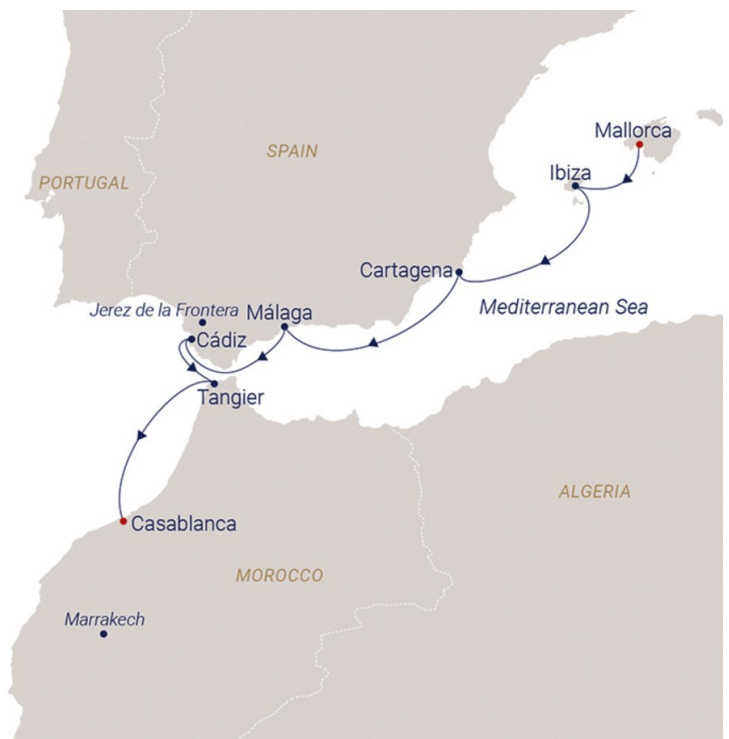 Mallorca
SPAIN
Ibiza
PORTUGAL
Cartagena
Mediterranean Sea
Jerez de la Frontera
Málaga
Cádiz
Tangier
ALGERIA
Casablanca
MOROCCO
Marrakech